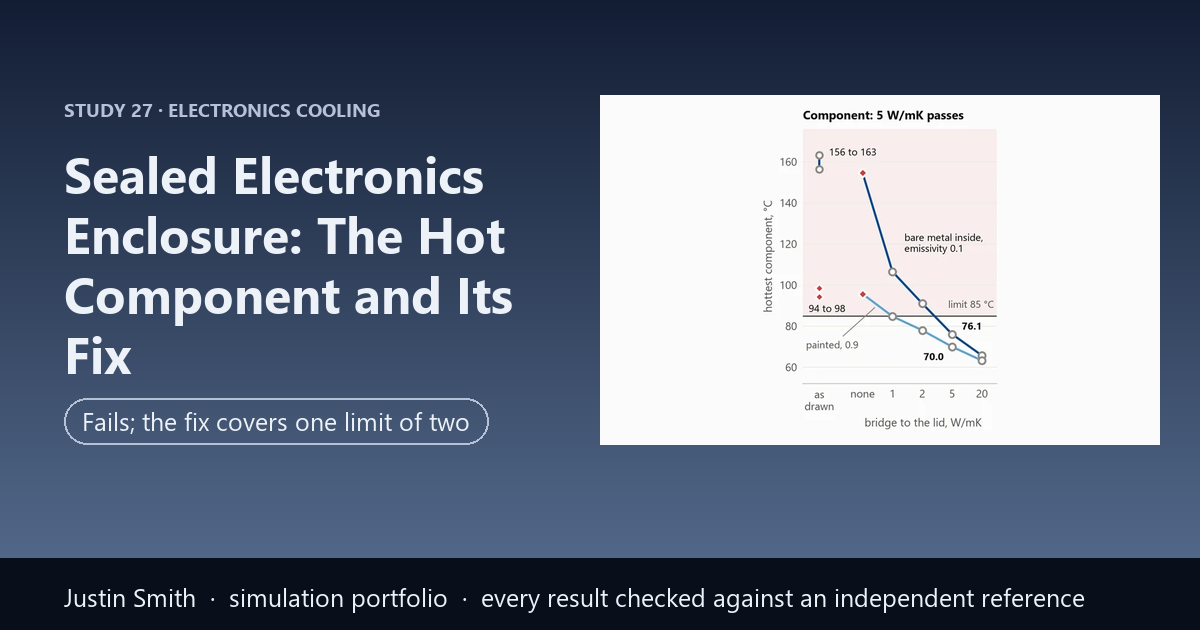 STUDY 27 · ELECTRONICS COOLING
Sealed Electronics
Enclosure: The Hot
Component and Its
Fix
Fails; the fix covers one limit of two
Component: 5 W/mK passes
hottest component, °C
160
140
120
100
80
60
156 to 163
bare metal inside,
emissivity 0.1
limit 85 °C
94 to 98
76.1
painted, 0.9
70.0
as
drawn
none
1
2
5
20
bridge to the lid, W/mK
Justin Smith · simulation portfolio · every result checked against an independent reference